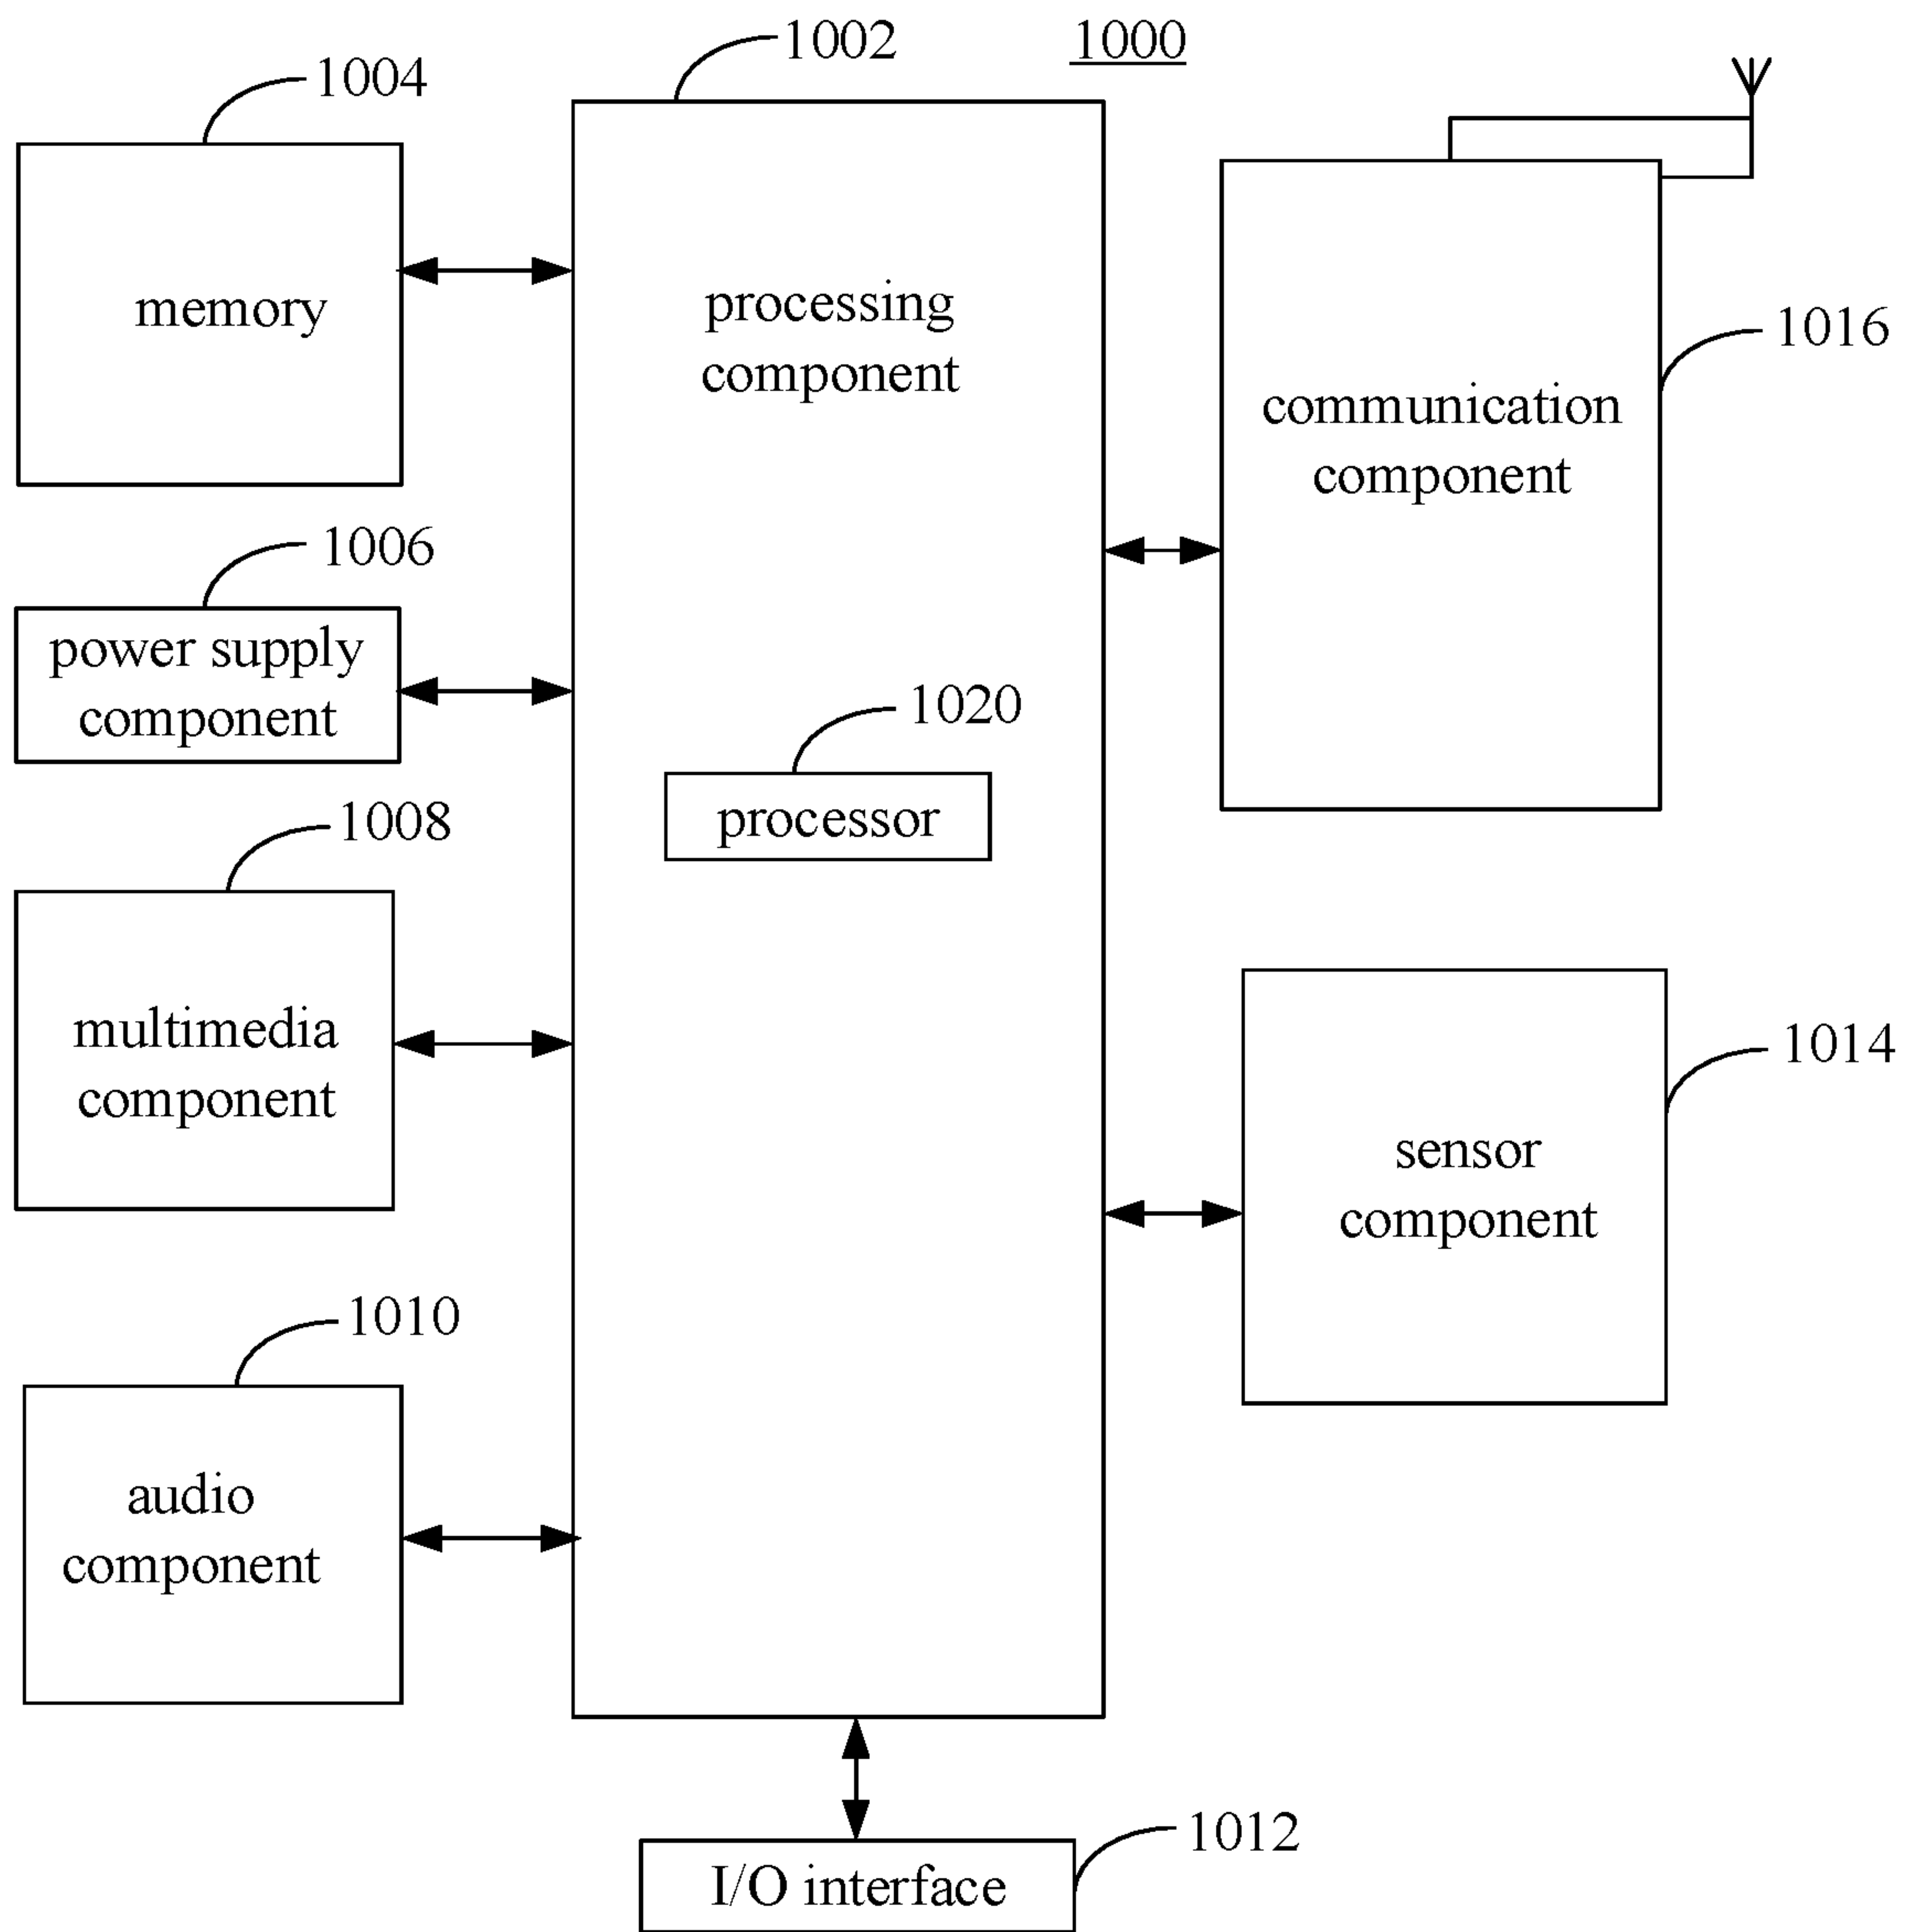 1002
1000
1004
memory
processing
component
1016
communication
component
1006
power supply
component
1020
processor
1008
multimedia
component
1014
sensor
component
1010
audio
component
1012
I/O interface